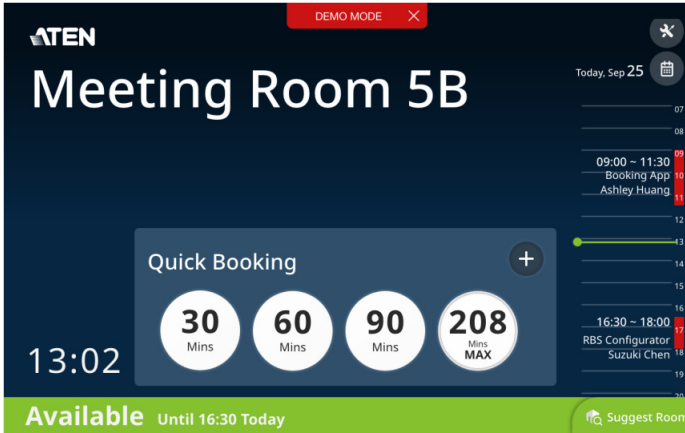 DEMO MODE
ATEN
Meeting Room 5B
Today, Sep 25
07
08
09
09:00 ~ 11:30
Booking App
10
Ashley Huang
11
12
13
14
15
16
16:30 ~ 18:00
17
RBS Configurator
Suzuki Chen
18
19
20
Quick Booking
30
Mins
60
Mins
90
Mins
208
Mins
MAX
13:02
Available Until 16:30 Today
Suggest Room